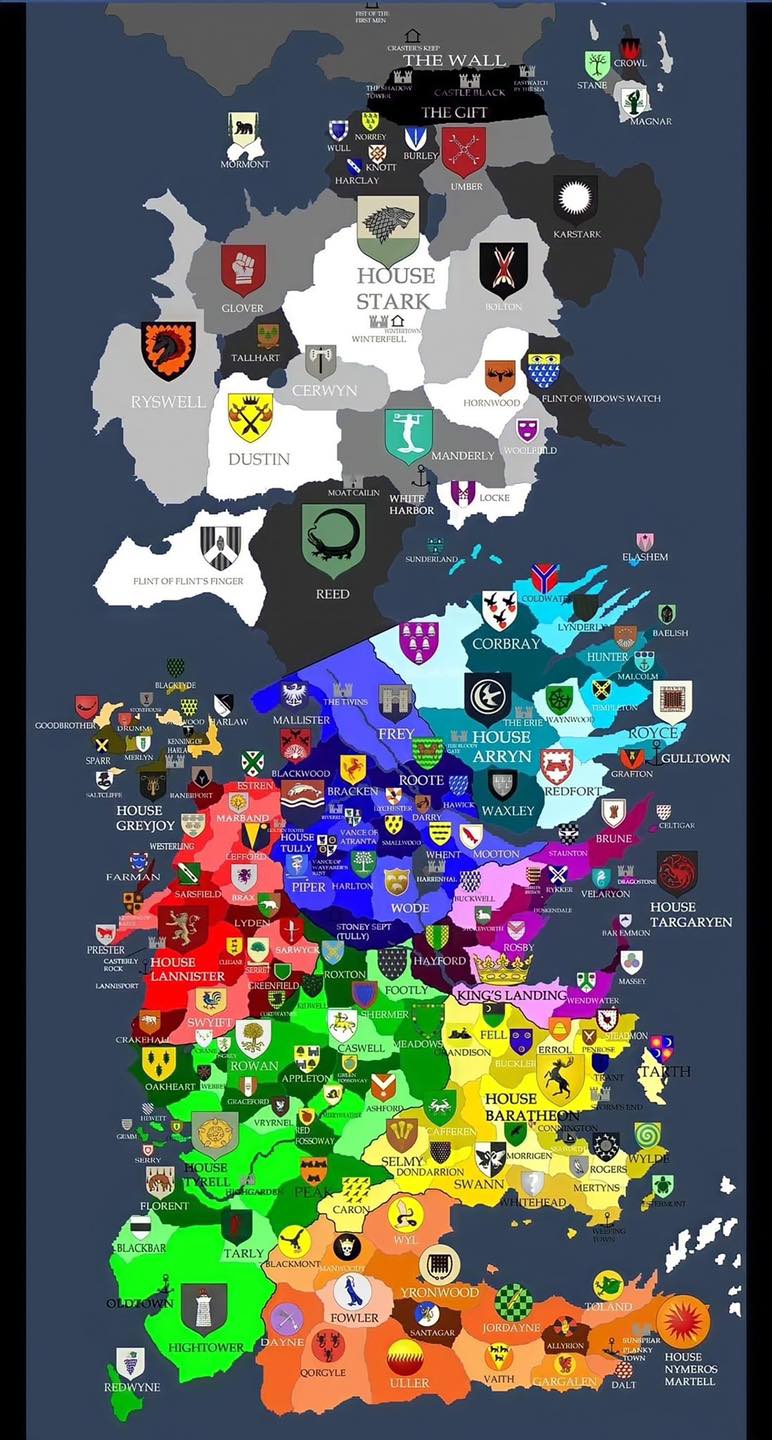 FIST OF THE
FIRST MEN
CRASTER'S KEEP
THE WALL
CROWL
STANE
THE SHADOW
TOWER
CASTLE BLACK
EASTWATCH
BY THE SEA
THE GIFT
MAGNAR
MORMONT
WULL
NORREY
BURLEY
KNOTT
HARCLAY
UMBER
KARSTARK
HOUSE
STARK
GLOVER
BOLTON
WINTERTOWN
WINTERFELL
TALLHART
CERWYN
RYSWELL
HORNWOOD
FLINT OF WIDOW'S WATCH
DUSTIN
MANDERLY
WOOLFIELD
MOAT CAILIN
WHITE
HARBOR
LOCKE
SUNDERLAND
ELASHEM
FLINT OF FLINT'S FINGER
REED
COLDWATE
LYNDERLY
BAELISH
CORBRAY
HUNTER
MALCOLM
BLACKTYDE
STONEHOUSE
GOODBROTHER
DRUMM
HARLAW
MALLISTER
THE TWINS
FREY
THE ERIE
WAYNWOOD
TEMPLETON
ROYCE
SPARR
MERLYN
KENNING OF
HARLA
HOUSE
ARRYN
GULLTOWN
GRAFTON
SALTCLIFFE
ESTREN
BLACKWOOD
BRACKEN
ROOTE
THE BLOODY
GATE
REDFORT
HOUSE
GREYJOY
MARBAND
LYCHESTER
DARRY
HAWICK
WAXLEY
CELTIGAR
BRUNE
WESTERLING
LEFFORD
GOLDEN TOOTH
HOUSE
TULLY
VANCE OF
ATRANTA
SMALLWOOD
WHENT
MOOTON
STAUNTON
FARMAN
SARSFIELD
BRAX
PIPER
VANCE OF
WAYFARER'S
REST
HARLTON
HARRENHAL
BUCKWELL
RYKKER
VELARYON
DRAGOSTONE
HOUSE
TARGARYEN
LYDEN
WODE
DUSKENDALE
PRESTER
HOUSE
LANNISTER
SARWYCK
STONEY SEPT
(TULLY)
STOKEWORTH
ROSBY
BAR EMMON
CASTERLY
ROCK
CLEGANE
SERRET
ROXTON
HAYFORD
LANNISPORT
GREENFIELD
KIDWELL
FOOTLY
KING'S LANDING
MASSEY
WENDWATER
SWYIFT
CORDWAYNER
SHERMER
CRAKEHALL
CASWELL
MEADOWS
GRANDISON
FELL
BUCKLER
ERROL
PENROSE
STEADMON
OAKHEART
ROWAN
APPLETON
GREEN
FOSSOWAY
TRANT
TARTH
WEBBER
GRACEFORD
MERRYWEATHER
ASHFORD
HOUSE
BARATHEON
STORM'S END
HEWETT
VRYRNEL
RED
FOSSOWAY
CAFFEREN
CONNINGTON
GRIMM
SERRY
HOUSE
TYRELL
SELMY
DONDARRION
MORRIGEN
ROGERS
WYLDE
HIGHGARDEN
PEAK
SWANN
MERTYNS
FLORENT
CARON
WHITEHEAD
ESTERMONT
BLACKBAR
TARLY
WYL
WEEPING
TOWN
BLACKMONT
MANWOODY
YRONWOOD
OLDTOWN
FOWLER
TOLAND
HIGHTOWER
DAYNE
SANTAGAR
JORDAYNE
ALLYRION
SUNSPEAR
PLANKY
TOWN
HOUSE
NYMEROS
MARTELL
REDWYNE
QORGYLE
ULLER
VAITH
GARGALEN
DALT